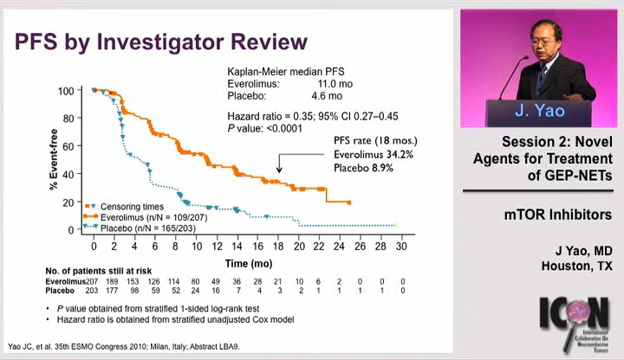 PFS by Investigator Review
Kaplan-Meier median PFS
Everolimus: 11.0 mo
Placebo: 4.6 mo
Hazard ratio = 0.35; 95% CI 0.27–0.45
P value: <0.0001
PFS rate (18 mos.)
Everolimus 34.2%
Placebo 8.9%
% Event-free
100
80
60
40
20
0
Censoring times
Everolimus (n/N = 109/207)
Placebo (n/N = 165/203)
0 2 4 6 8 10 12 14 16 18 20 22 24 26 28 30
Time (mo)
No. of patients still at risk
Everolimus 207 189 153 126 114 80 49 36 28 21 10 6 2 0 0 0
Placebo 203 177 98 59 52 24 16 7 4 3 2 1 1 1 1 0
• P value obtained from stratified 1-sided log-rank test
• Hazard ratio is obtained from stratified unadjusted Cox model
Yao JC, et al. 35th ESMO Congress 2010; Milan, Italy; Abstract LBA9.
J. Yao
Session 2: Novel
Agents for Treatment
of GEP-NETs
mTOR Inhibitors
J Yao, MD
Houston, TX
ICON
International
Collaboration on
Neuroendocrine
Tumors